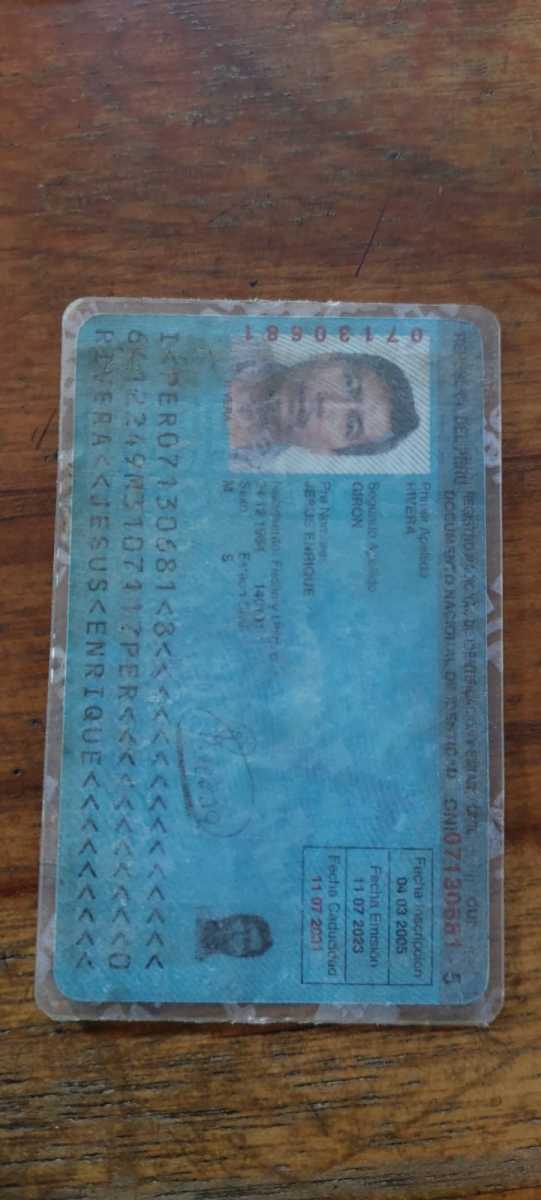 DOCUMENTO NACIONAL DE IDENTIDAD DNI 07130681 5
07130681
Primer Apellido
RIVERA
Segundo Apellido
GIRON
Pre Nombres
JESUS ENRIQUE
Sexo
M S
Fecha Inscripción
04 03 2005
Fecha Emisión
11 07 2023
Fecha Caducidad
11 07 2031
I<PER07130681<8<<<<<<<<<<<<<<<
RIVERA<<JESUS<ENRIQUE<<<<<<<<<